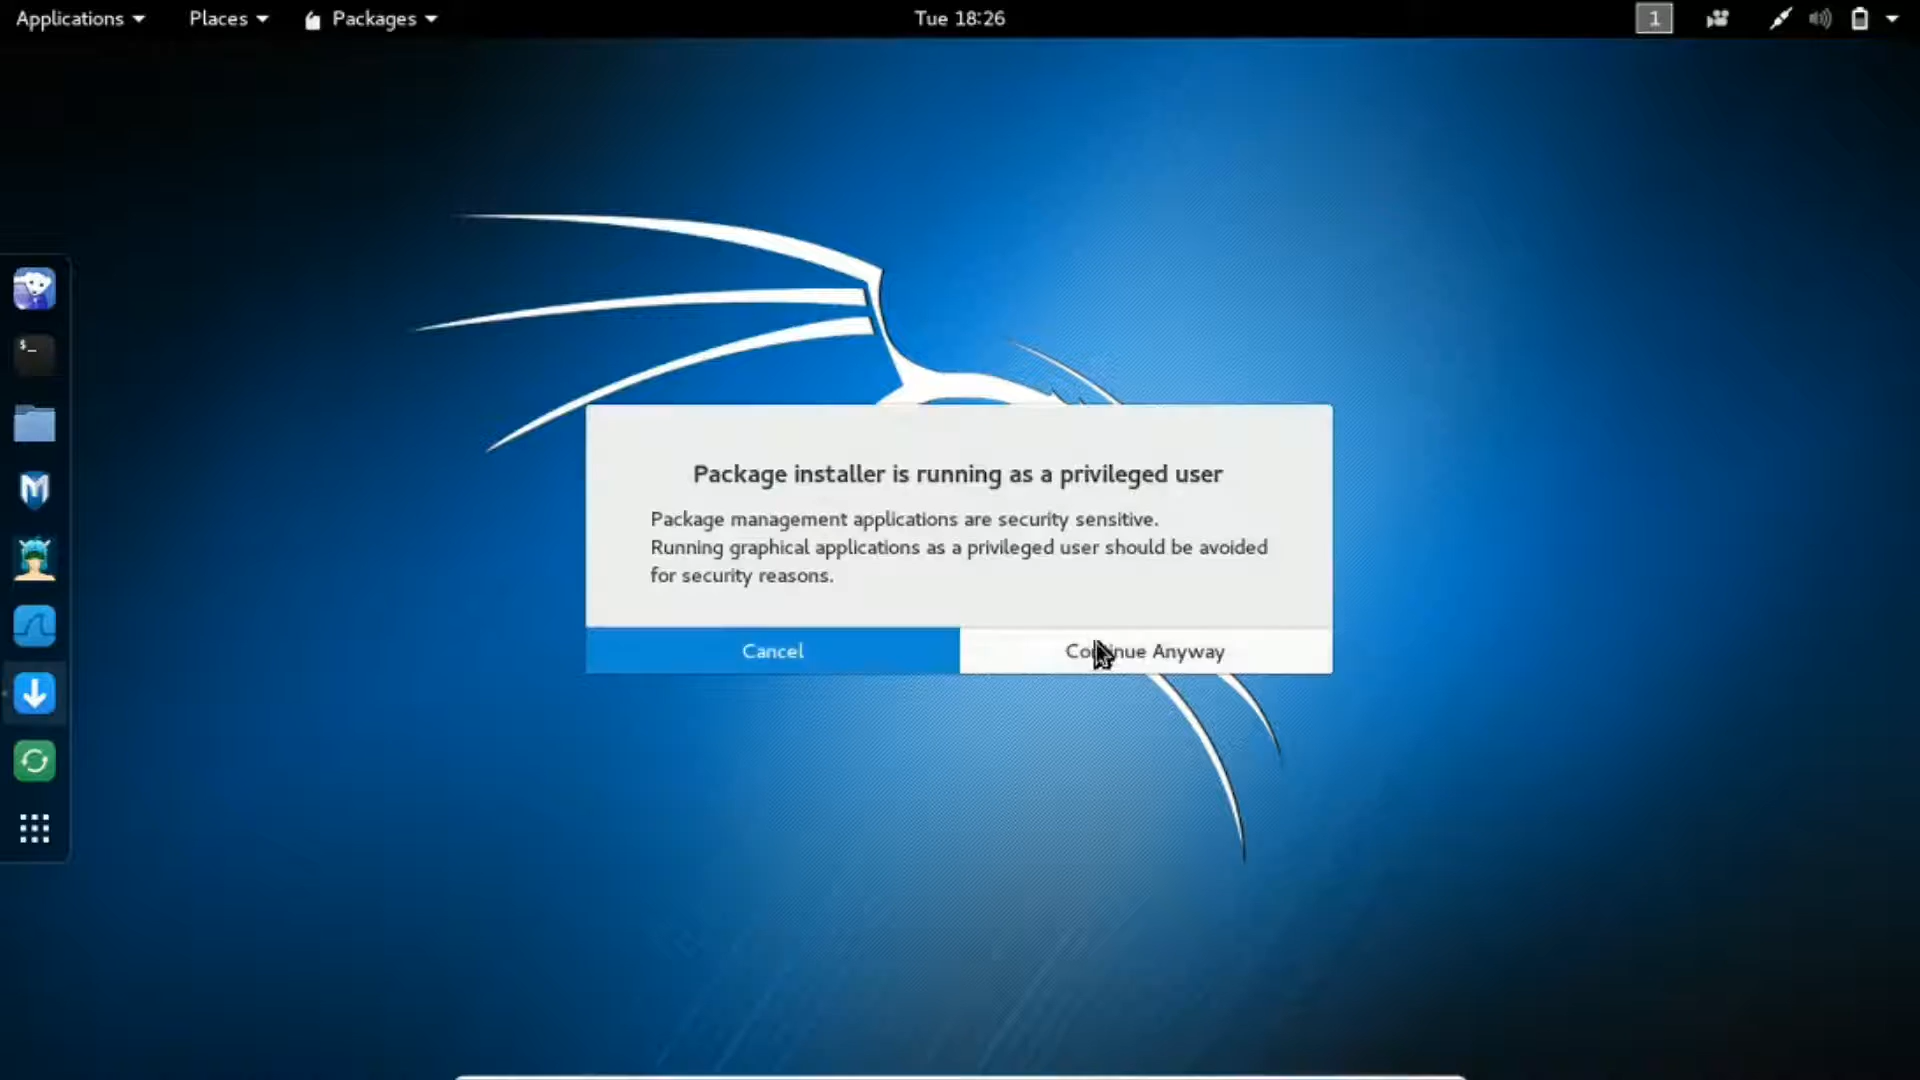 Applications
Places
Packages
Tue 18:26
1
$_
Package installer is running as a privileged user
Package management applications are security sensitive.
Running graphical applications as a privileged user should be avoided
for security reasons.
Cancel
Continue Anyway